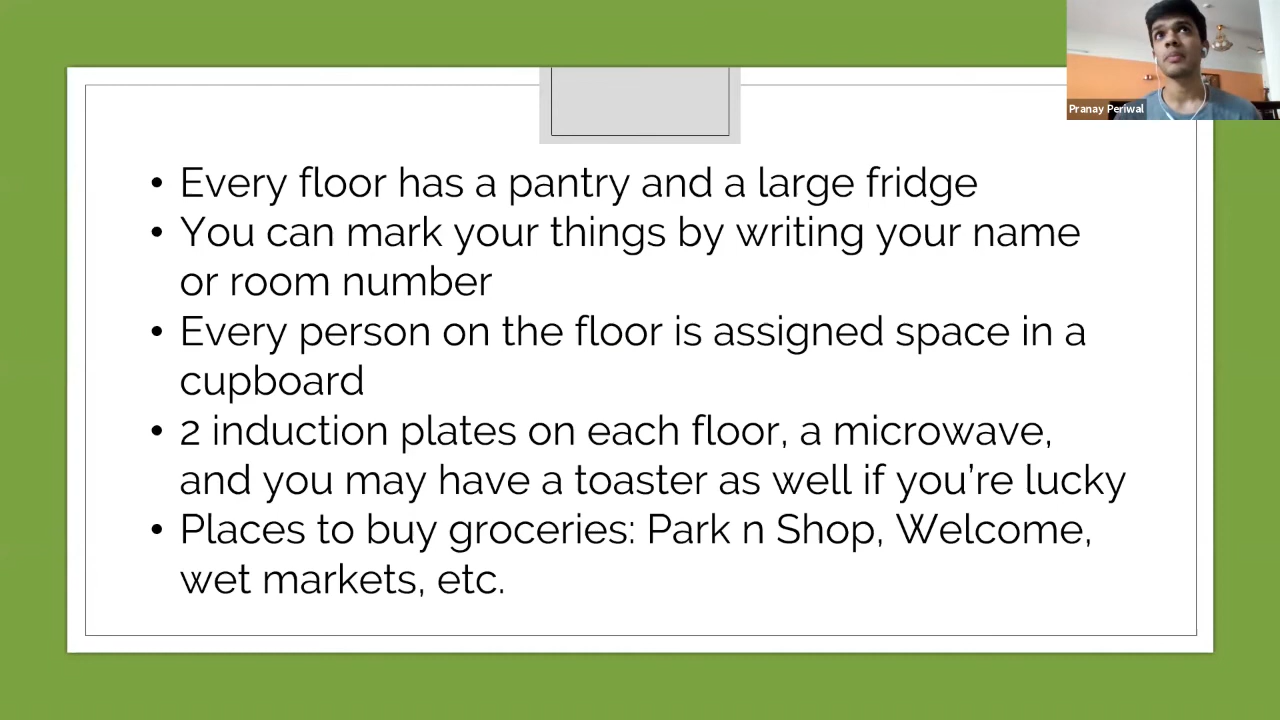 Pranay Periwal
• Every floor has a pantry and a large fridge
• You can mark your things by writing your name
or room number
• Every person on the floor is assigned space in a
cupboard
• 2 induction plates on each floor, a microwave,
and you may have a toaster as well if you’re lucky
• Places to buy groceries: Park n Shop, Welcome,
wet markets, etc.